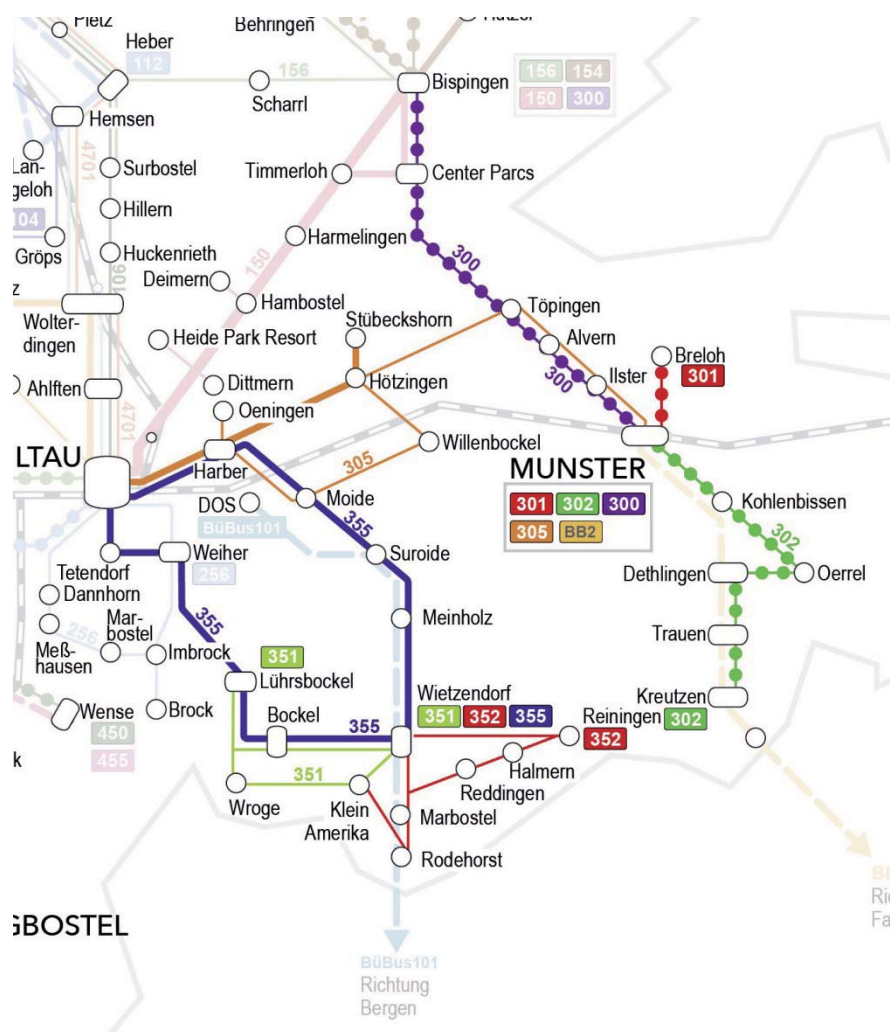 Pietz
Heber
112
Behringen
Hützel
156
Scharrl
Bispingen
156 154
150 300
Hemsen
4701
Lan-
geloh
Surbostel
Timmerloh
Center Parcs
Hillern
104
Gröps
Huckenrieth
106
Harmelingen
300
150
Deimern
Hambostel
z
Wolter-
dingen
Stübeckshorn
Töpingen
Alvern
Heide Park Resort
300
Ilster
Breloh
301
Ahlften
Dittmern
Hötzingen
4701
Oeningen
Willenbockel
LTAU
Harber
305
MUNSTER
301 302 300
305 BB2
DOS
BüBus101
Moide
355
Kohlenbissen
302
Suroide
Tetendorf
Weiher
256
Dethlingen
Oerrel
Dannhorn
Mar-
bostel
256
355
Meinholz
Trauen
Meß-
hausen
Imbrock
351
Lührsbockel
Brock
Wietzendorf
351 352 355
Kreutzen
302
Reiningen
352
Wense
450
455
Bockel
355
k
351
Halmern
Reddingen
Wroge
Klein
Amerika
Marbostel
Rodehorst
GBOSTEL
BüBus101
Richtung
Bergen